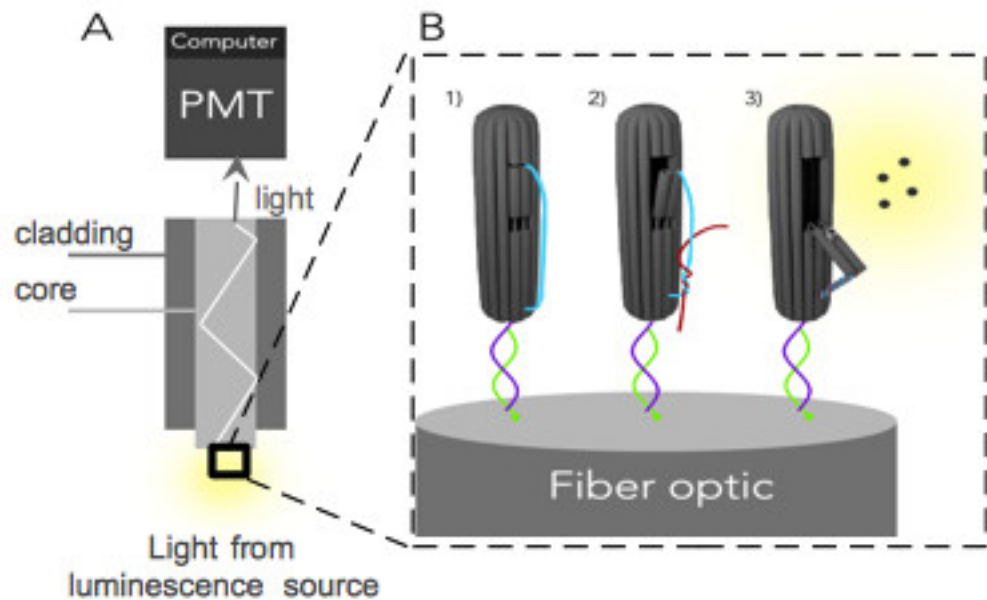 A
Computer
PMT
light
cladding
core
Light from
luminescence source
B
1)
2)
3)
Fiber optic